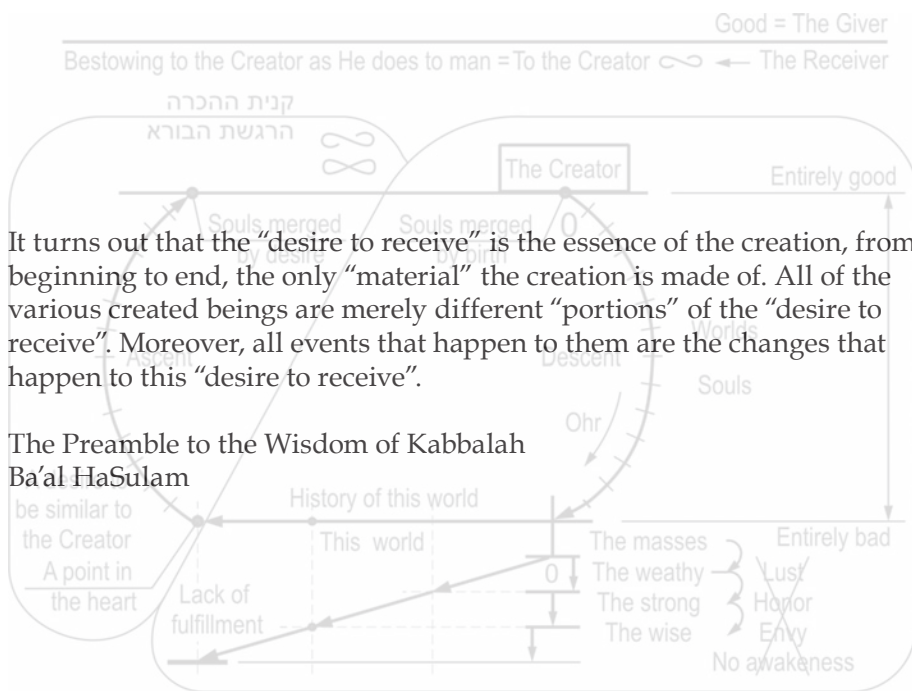 Good = The Giver
Bestowing to the Creator as He does to man = To the Creator ← The Receiver
קנית ההכרה
הרגשת הבורא
The Creator
Entirely good
Souls merged
by desire
Souls merged
by birth
0
It turns out that the “desire to receive” is the essence of the creation, from
beginning to end, the only “material” the creation is made of. All of the
various created beings are merely different “portions” of the “desire to
receive”. Moreover, all events that happen to them are the changes that
happen to this “desire to receive”.
Ascent
Descent
Worlds
Souls
Ohr
The Preamble to the Wisdom of Kabbalah
Ba’al HaSulam
be similar to
the Creator
A point in
the heart
History of this world
This world
Lack of
fulfillment
0
The masses
The weathy
The strong
The wise
Entirely bad
Lust
Honor
Envy
No awakeness